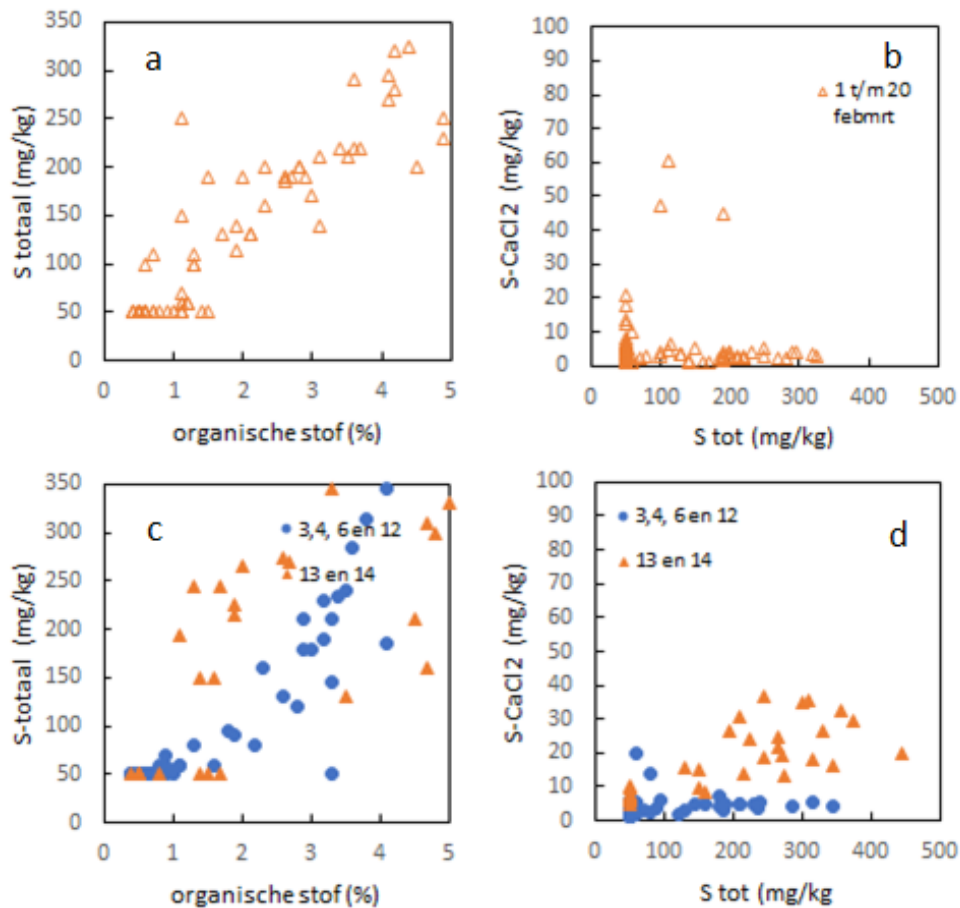 a
350
300
250
200
150
100
50
0
S totaal (mg/kg)
0 1 2 3 4 5
organische stof (%)
b
100
90
80
70
60
50
40
30
20
10
0
S-CaCl2 (mg/kg)
1 t/m 20
febmrt
0 100 200 300 400 500
S tot (mg/kg)
c
350
300
250
200
150
100
50
0
S-totaal (mg/kg)
3,4, 6 en 12
13 en 14
0 1 2 3 4 5
organische stof (%)
d
100
90
80
70
60
50
40
30
20
10
0
S-CaCl2 (mg/kg)
3,4, 6 en 12
13 en 14
0 100 200 300 400 500
S tot (mg/kg